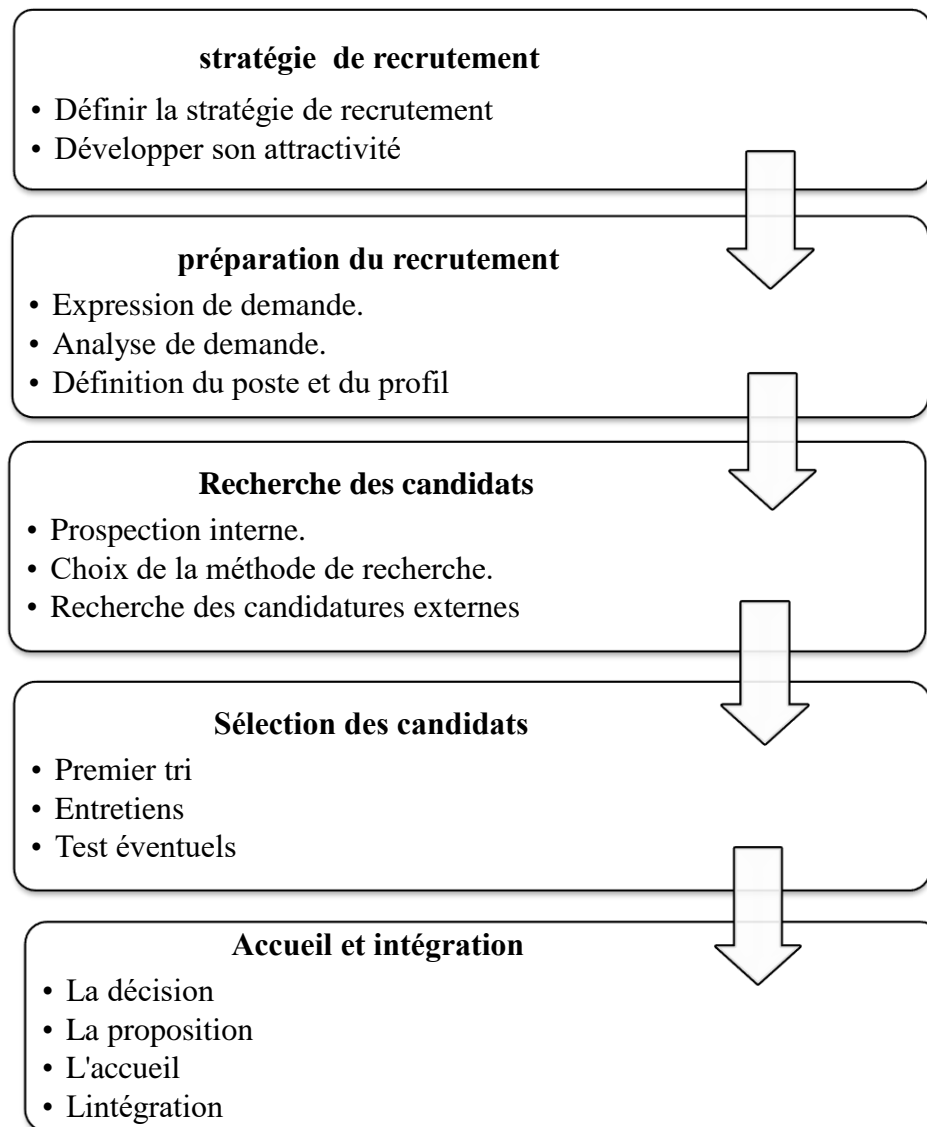 stratégie de recrutement
• Définir la stratégie de recrutement
• Développer son attractivité
préparation du recrutement
• Expression de demande.
• Analyse de demande.
• Définition du poste et du profil
Recherche des candidats
• Prospection interne.
• Choix de la méthode de recherche.
• Recherche des candidatures externes
Sélection des candidats
• Premier tri
• Entretiens
• Test éventuels
Accueil et intégration
• La décision
• La proposition
• L'accueil
• Lintégration